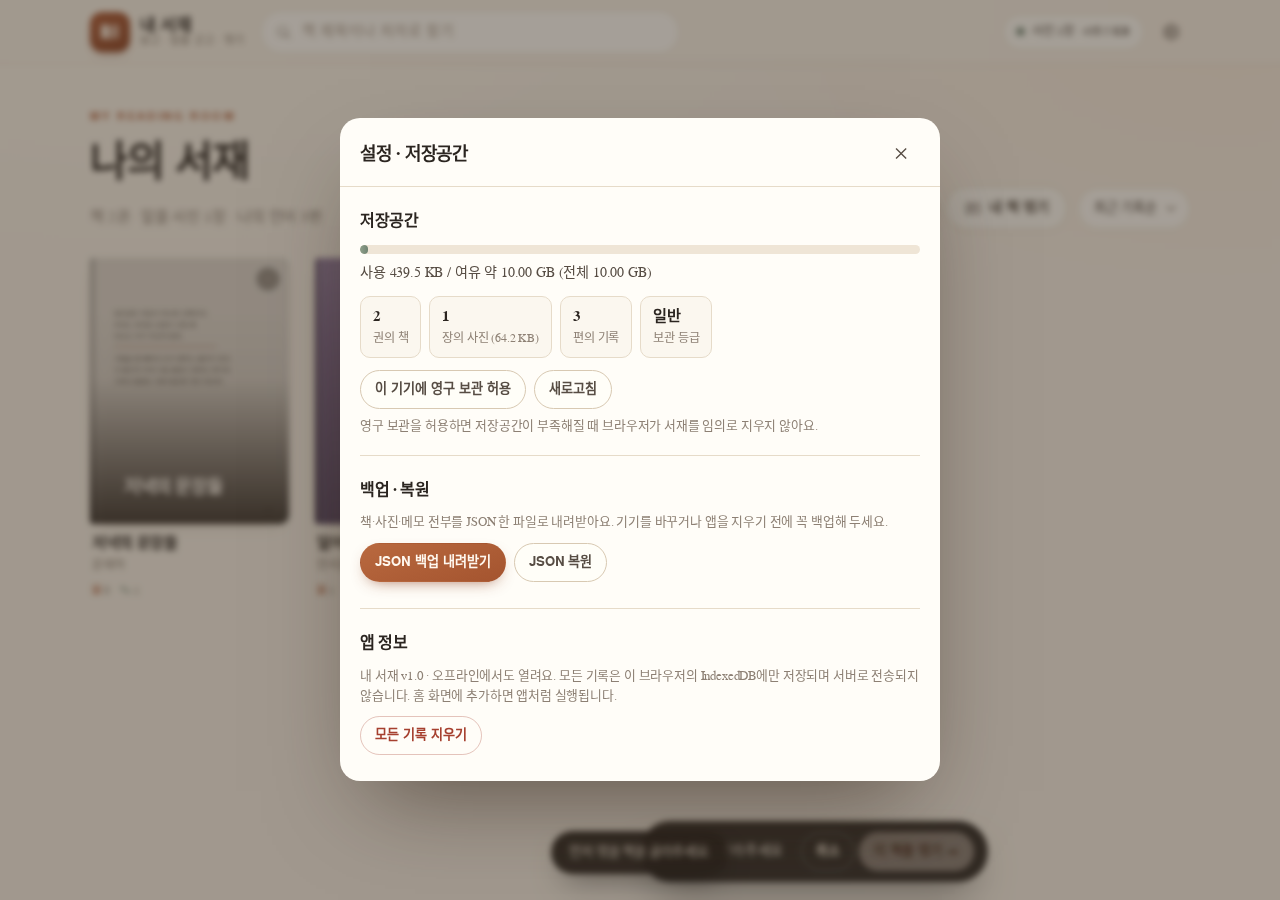 내 서재
나의 서재
설정 · 저장공간
저장공간
사용 439.5 KB / 여유 약 10.00 GB (전체 10.00 GB)
2
권의 책
1
장의 사진 (64.2 KB)
3
편의 기록
일반
보관 등급
이 기기에 영구 보관 허용
새로고침
영구 보관을 허용하면 저장공간이 부족해질 때 브라우저가 서재를 임의로 지우지 않아요.
백업 · 복원
책·사진·메모 전부를 JSON 한 파일로 내려받아요. 기기를 바꾸거나 앱을 지우기 전에 꼭 백업해 두세요.
JSON 백업 내려받기
JSON 복원
앱 정보
내 서재 v1.0 · 오프라인에서도 열려요. 모든 기록은 이 브라우저의 IndexedDB에만 저장되며 서버로 전송되지
않습니다. 홈 화면에 추가하면 앱처럼 실행됩니다.
모든 기록 지우기
저녁의 문장들
저녁의 문장들